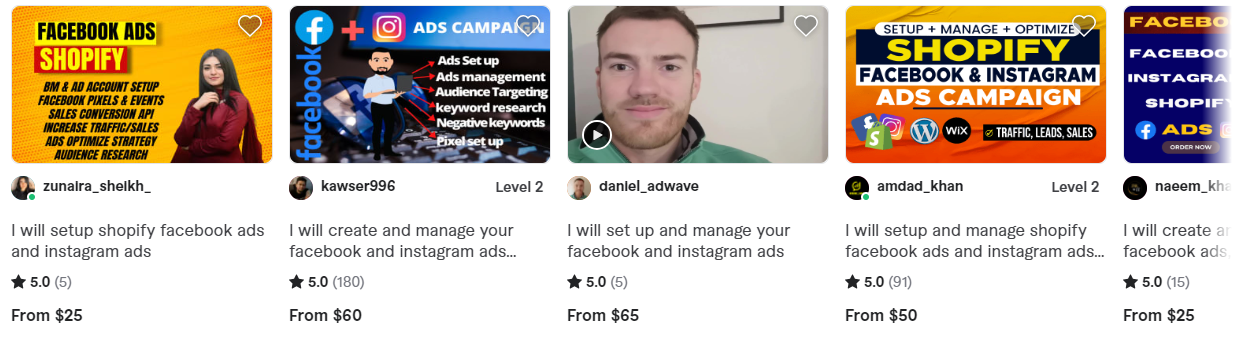 FACEBOOK ADS
SHOPIFY
BM & AD ACCOUNT SETUP
FACEBOOK PIXELS & EVENTS
SALES CONVERSION API
INCREASE TRAFFIC/SALES
ADS OPTIMIZE STRATEGY
AUDIENCE RESEARCH
zunaira_sheikh_
I will setup shopify facebook ads
and instagram ads
5.0 (5)
From $25
ADS CAMPAIGN
facebook
Ads Set up
Ads management
Audience Targeting
keyword research
Negative keywords
Pixel set up
kawser996
Level 2
I will create and manage your
facebook and instagram ads...
5.0 (180)
From $60
daniel_adwave
I will set up and manage your
facebook and instagram ads
5.0 (5)
From $65
SETUP + MANAGE + OPTIMIZE
SHOPIFY
FACEBOOK & INSTAGRAM
ADS CAMPAIGN
WiX
TRAFFIC, LEADS, SALES
amdad_khan
Level 2
I will setup and manage shopify
facebook ads and instagram ads...
5.0 (91)
From $50
FACEBO
FACEBOO
INSTAGRA
SHOPIFY
ADS
ORDER NOW
naeem_kha
I will create ar
facebook ads,
5.0 (15)
From $25